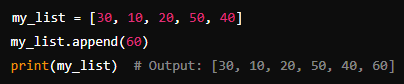 my_list = [30, 10, 20, 50, 40]
my_list.append(60)
print(my_list)  # Output: [30, 10, 20, 50, 40, 60]